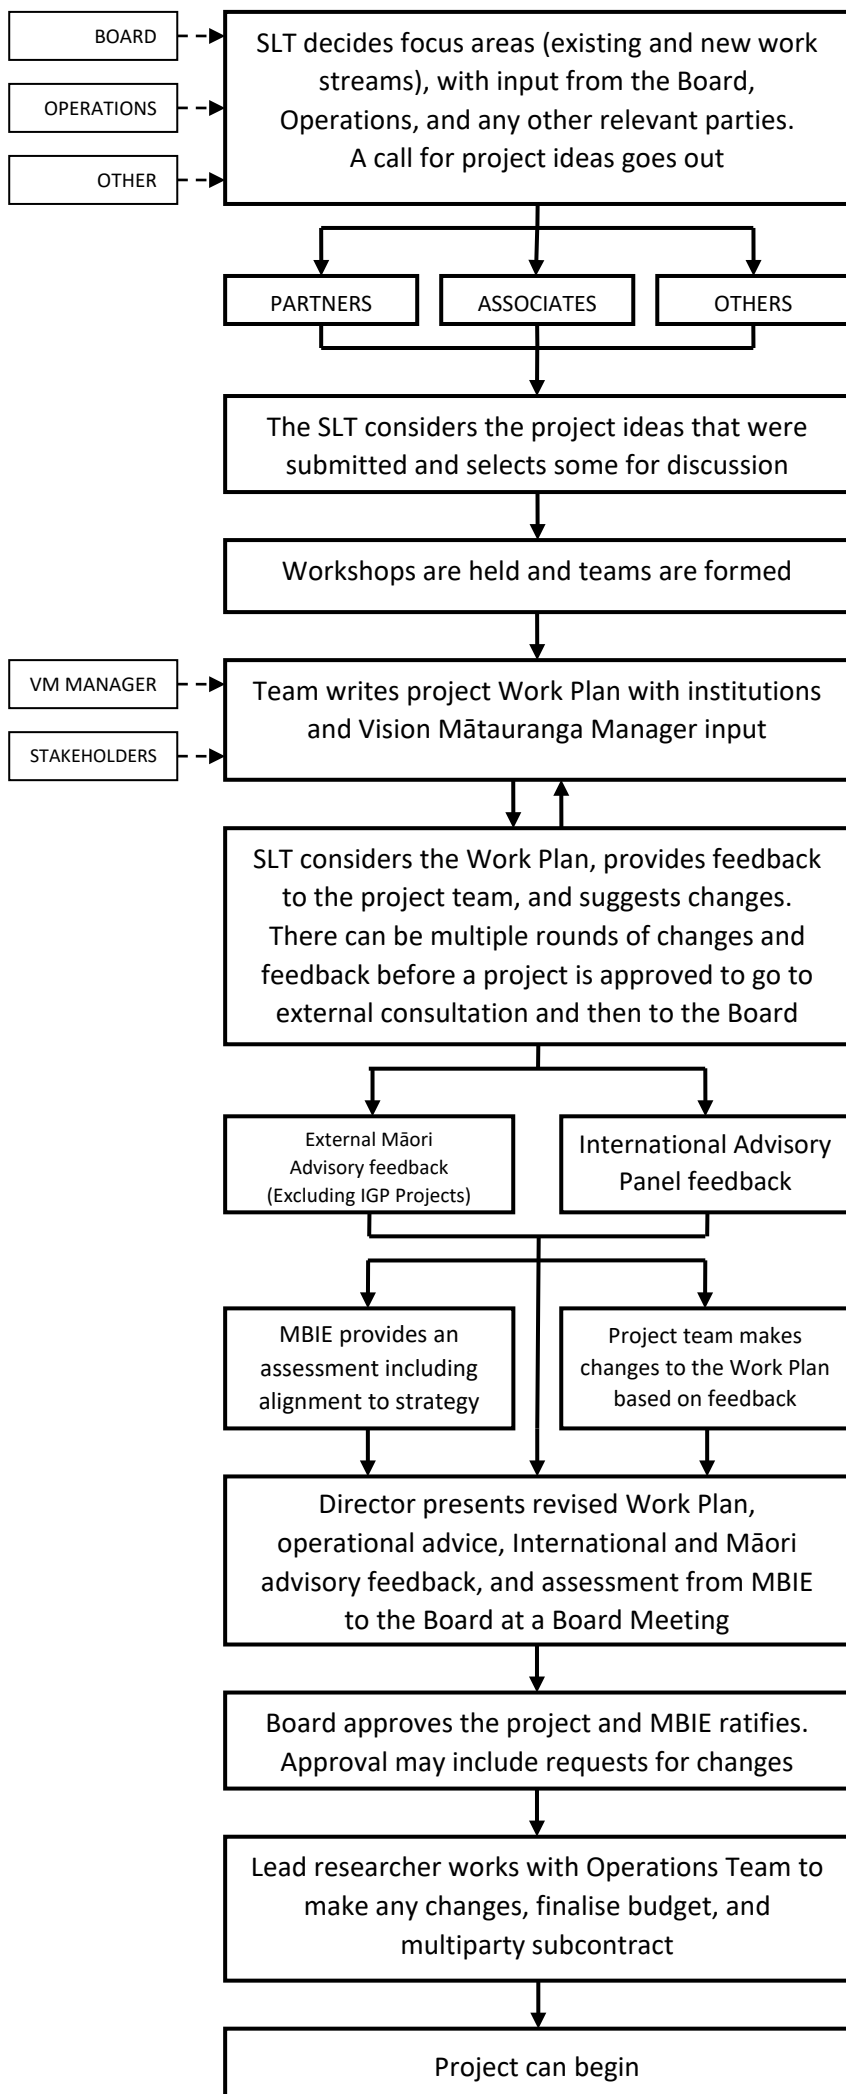 BOARD
OPERATIONS
OTHER
SLT decides focus areas (existing and new work
streams), with input from the Board,
Operations, and any other relevant parties.
A call for project ideas goes out
PARTNERS
ASSOCIATES
OTHERS
The SLT considers the project ideas that were
submitted and selects some for discussion
Workshops are held and teams are formed
VM MANAGER
STAKEHOLDERS
Team writes project Work Plan with institutions
and Vision Mātauranga Manager input
SLT considers the Work Plan, provides feedback
to the project team, and suggests changes.
There can be multiple rounds of changes and
feedback before a project is approved to go to
external consultation and then to the Board
External Māori
Advisory feedback
(Excluding IGP Projects)
International Advisory
Panel feedback
MBIE provides an
assessment including
alignment to strategy
Project team makes
changes to the Work Plan
based on feedback
Director presents revised Work Plan,
operational advice, International and Māori
advisory feedback, and assessment from MBIE
to the Board at a Board Meeting
Board approves the project and MBIE ratifies.
Approval may include requests for changes
Lead researcher works with Operations Team to
make any changes, finalise budget, and
multiparty subcontract
Project can begin